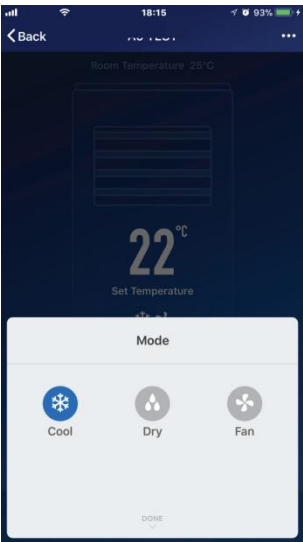 18:15
93%
Back
Room Temperature 25°C
22°C
Set Temperature
Mode
Cool Dry Fan
DONE